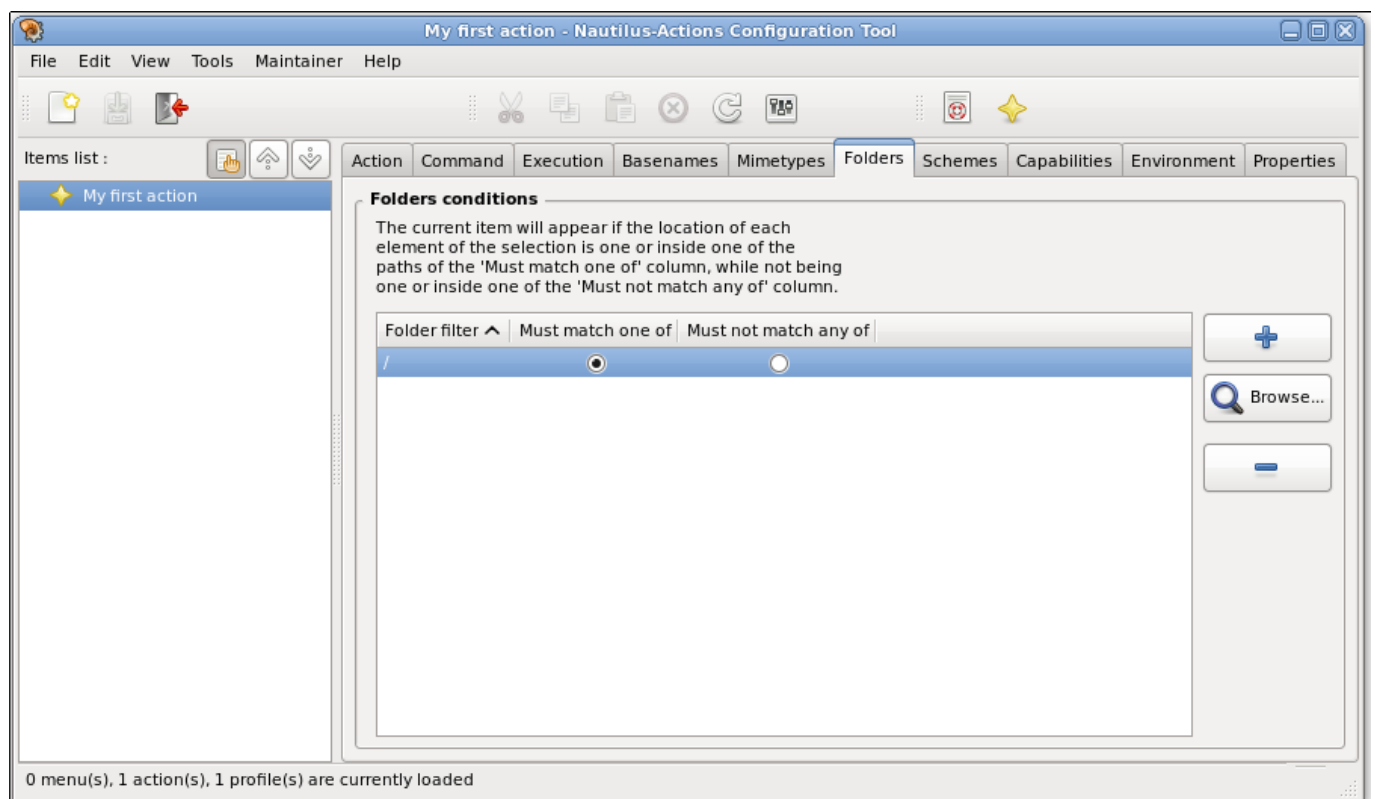 My first action - Nautilus-Actions Configuration Tool
File Edit View Tools Maintainer Help
Items list :
Action Command Execution Basenames Mimetypes Folders Schemes Capabilities Environment Properties
My first action
Folders conditions
The current item will appear if the location of each
element of the selection is one or inside one of the
paths of the 'Must match one of' column, while not being
one or inside one of the 'Must not match any of' column.
Folder filter Must match one of Must not match any of
/
Browse...
0 menu(s), 1 action(s), 1 profile(s) are currently loaded